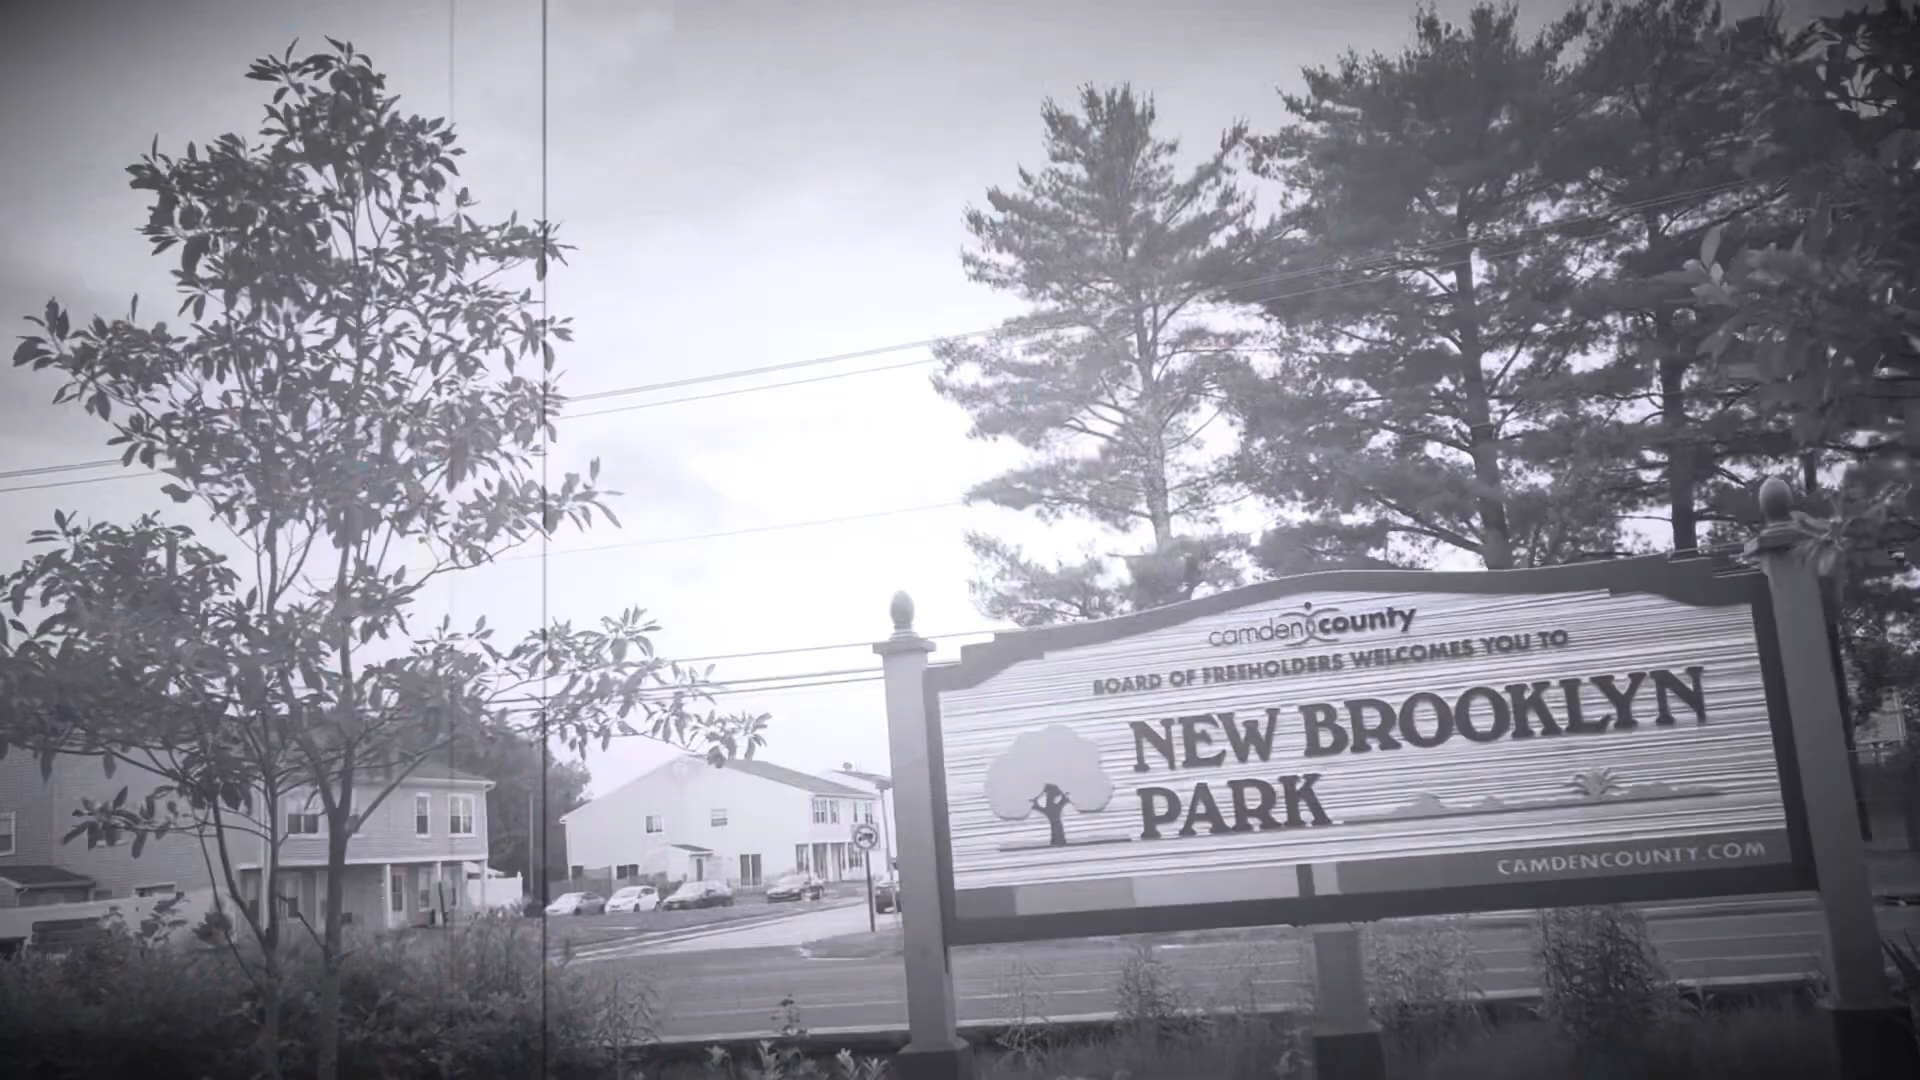 camden county
BOARD OF FREEHOLDERS WELCOMES YOU TO
NEW BROOKLYN
PARK
CAMDENCOUNTY.COM